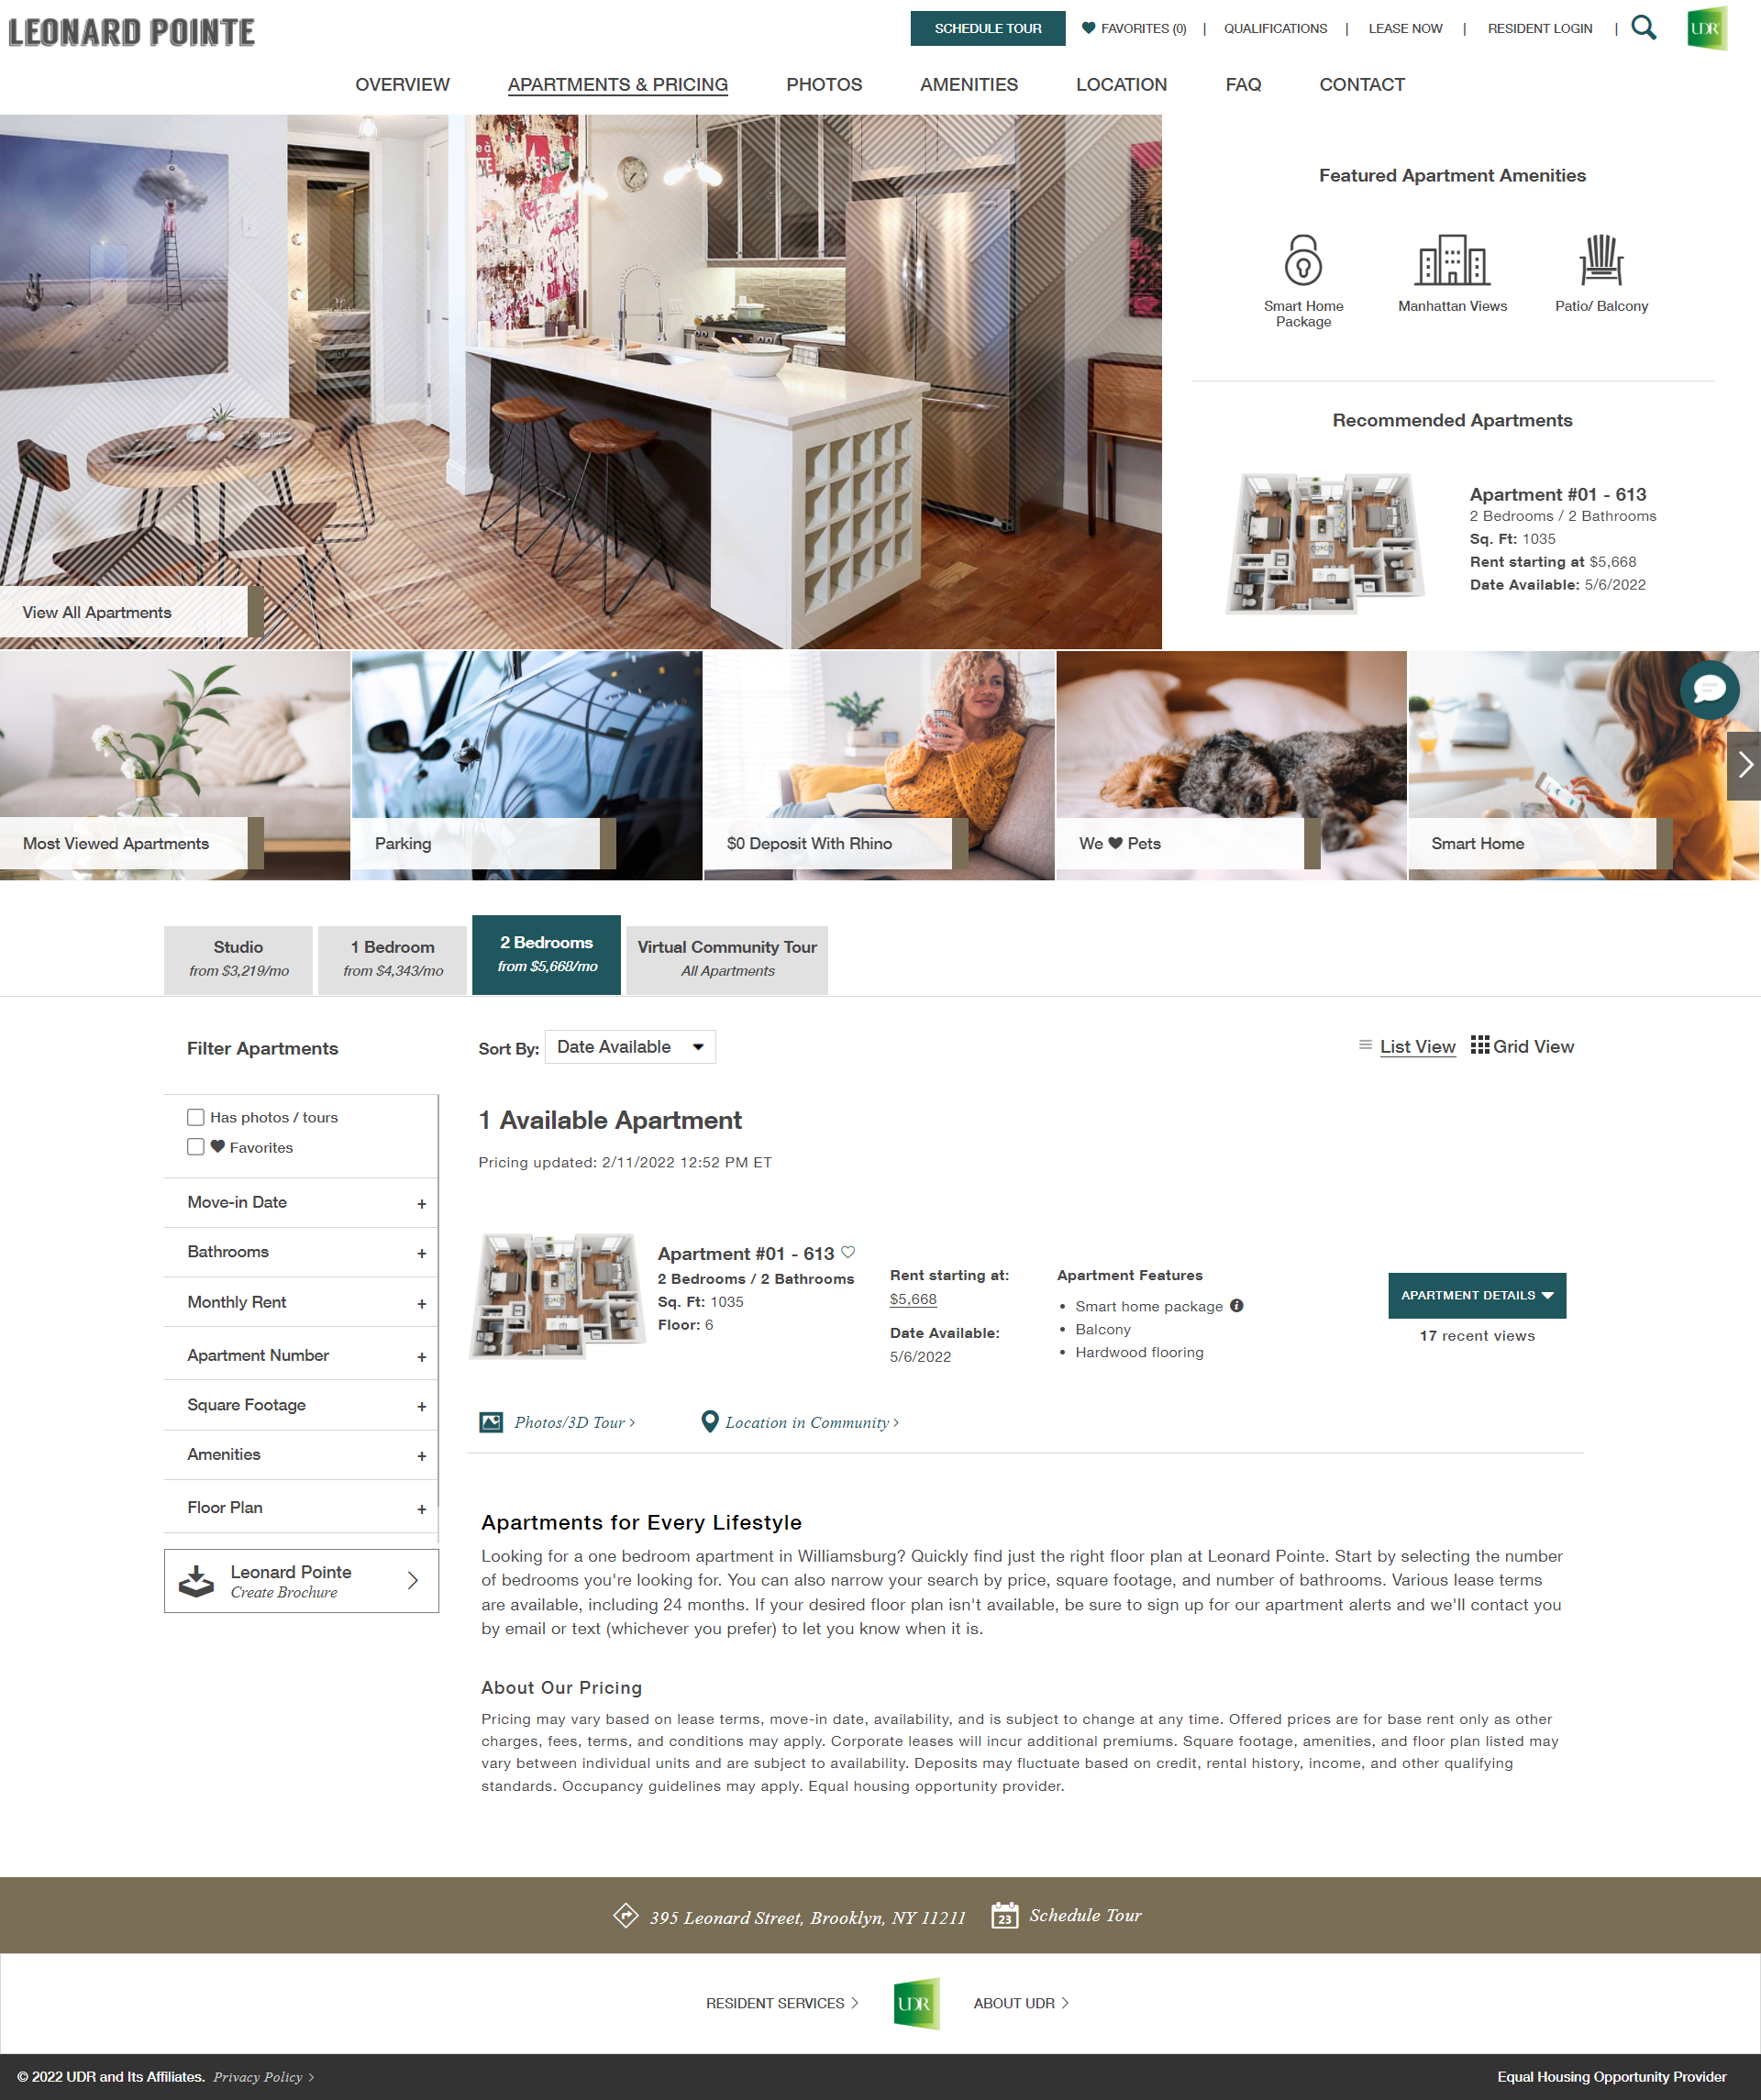 LEONARD POINTE
SCHEDULE TOUR
FAVORITES (0) | QUALIFICATIONS | LEASE NOW | RESIDENT LOGIN |
UDR
OVERVIEW
APARTMENTS & PRICING
PHOTOS
AMENITIES
LOCATION
FAQ
CONTACT
View All Apartments
Featured Apartment Amenities
Smart Home
Package
Manhattan Views
Patio/ Balcony
Recommended Apartments
Apartment #01 - 613
2 Bedrooms / 2 Bathrooms
Sq. Ft: 1035
Rent starting at $5,668
Date Available: 5/6/2022
Most Viewed Apartments
Parking
$0 Deposit With Rhino
We ♥ Pets
Smart Home
Studio
from $3,219/mo
1 Bedroom
from $4,343/mo
2 Bedrooms
from $5,668/mo
Virtual Community Tour
All Apartments
Filter Apartments
Has photos / tours
♥ Favorites
Move-in Date +
Bathrooms +
Monthly Rent +
Apartment Number +
Square Footage +
Amenities +
Floor Plan +
Leonard Pointe
Create Brochure
Sort By: Date Available
List View
Grid View
1 Available Apartment
Pricing updated: 2/11/2022 12:52 PM ET
Apartment #01 - 613
2 Bedrooms / 2 Bathrooms
Sq. Ft: 1035
Floor: 6
Rent starting at:
$5,668
Date Available:
5/6/2022
Apartment Features
• Smart home package
• Balcony
• Hardwood flooring
APARTMENT DETAILS
17 recent views
Photos/3D Tour >
Location in Community >
Apartments for Every Lifestyle
Looking for a one bedroom apartment in Williamsburg? Quickly find just the right floor plan at Leonard Pointe. Start by selecting the number
of bedrooms you're looking for. You can also narrow your search by price, square footage, and number of bathrooms. Various lease terms
are available, including 24 months. If your desired floor plan isn't available, be sure to sign up for our apartment alerts and we'll contact you
by email or text (whichever you prefer) to let you know when it is.
About Our Pricing
Pricing may vary based on lease terms, move-in date, availability, and is subject to change at any time. Offered prices are for base rent only as other
charges, fees, terms, and conditions may apply. Corporate leases will incur additional premiums. Square footage, amenities, and floor plan listed may
vary between individual units and are subject to availability. Deposits may fluctuate based on credit, rental history, income, and other qualifying
standards. Occupancy guidelines may apply. Equal housing opportunity provider.
395 Leonard Street, Brooklyn, NY 11211
23
Schedule Tour
RESIDENT SERVICES >
UDR
ABOUT UDR >
© 2022 UDR and Its Affiliates. Privacy Policy >
Equal Housing Opportunity Provider